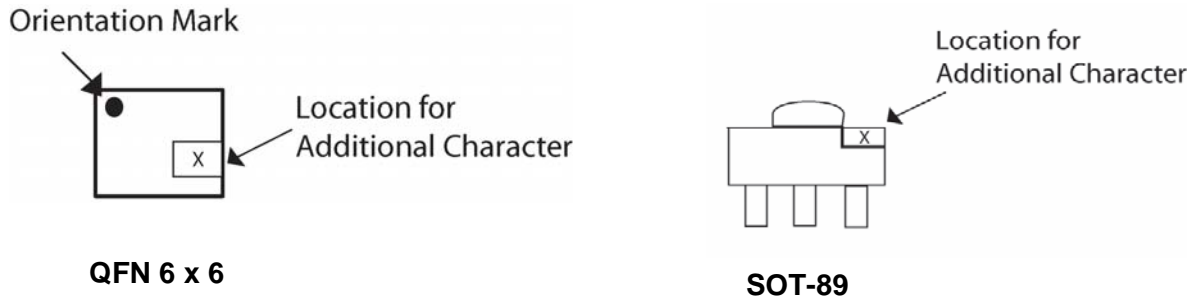 Orientation Mark
Location for
Additional Character
X
QFN 6 x 6
Location for
Additional Character
X
SOT-89